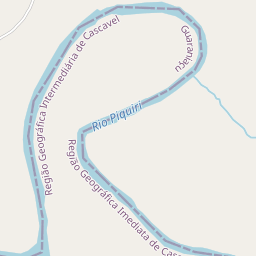 Região Geográfica Intermediária de Cascavel
Guaraniaçu
Rio Piquiri
Região Geográfica Imediata de Casc